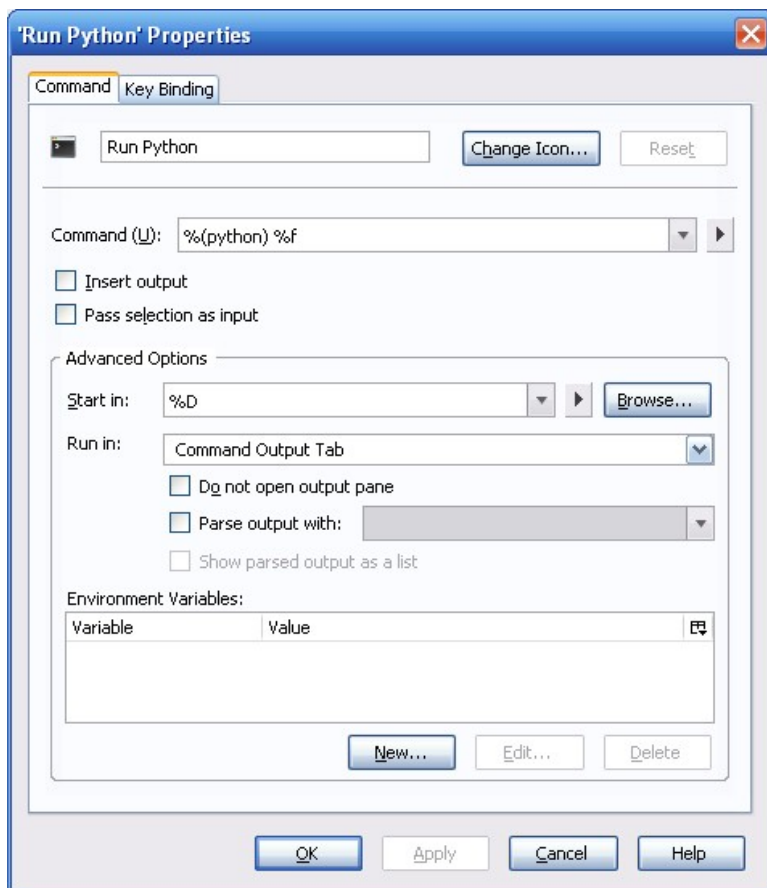 'Run Python' Properties
Command Key Binding
Run Python Change Icon... Reset
Command (U): %(python) %f
Insert output
Pass selection as input
Advanced Options
Start in: %D Browse...
Run in: Command Output Tab
Do not open output pane
Parse output with:
Show parsed output as a list
Environment Variables:
Variable Value
New... Edit... Delete
OK Apply Cancel Help